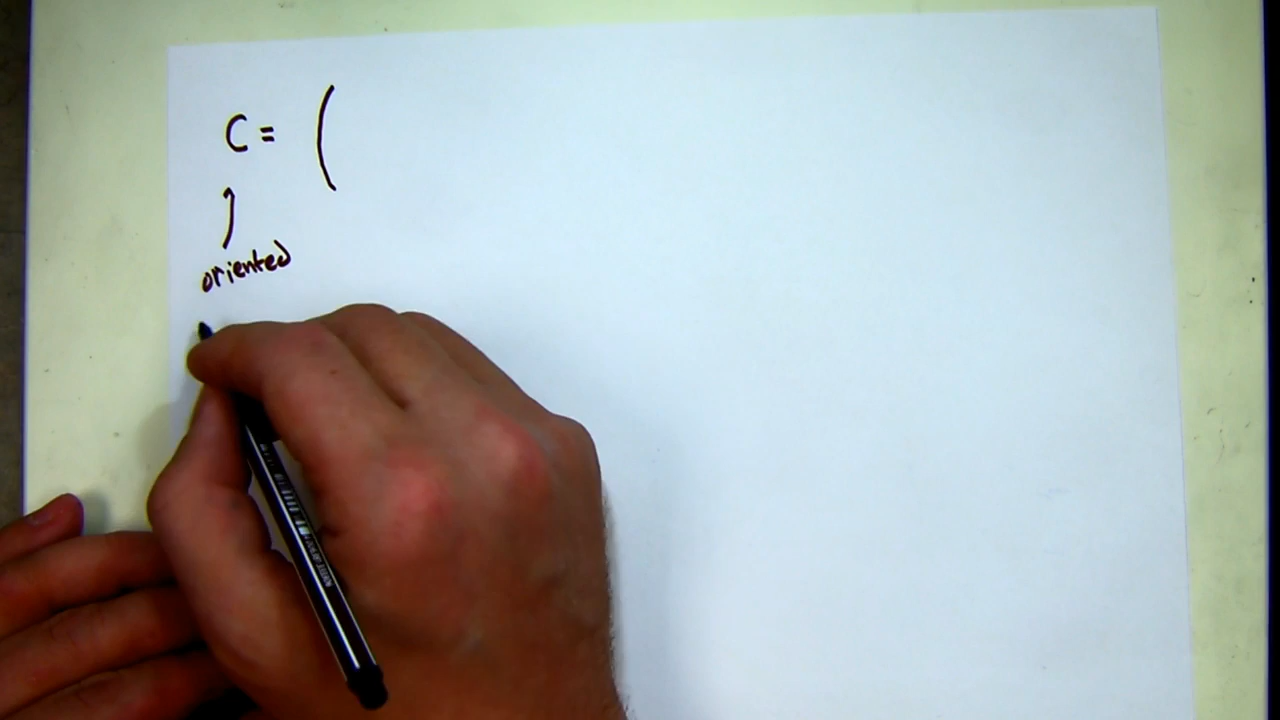 C = (
oriented